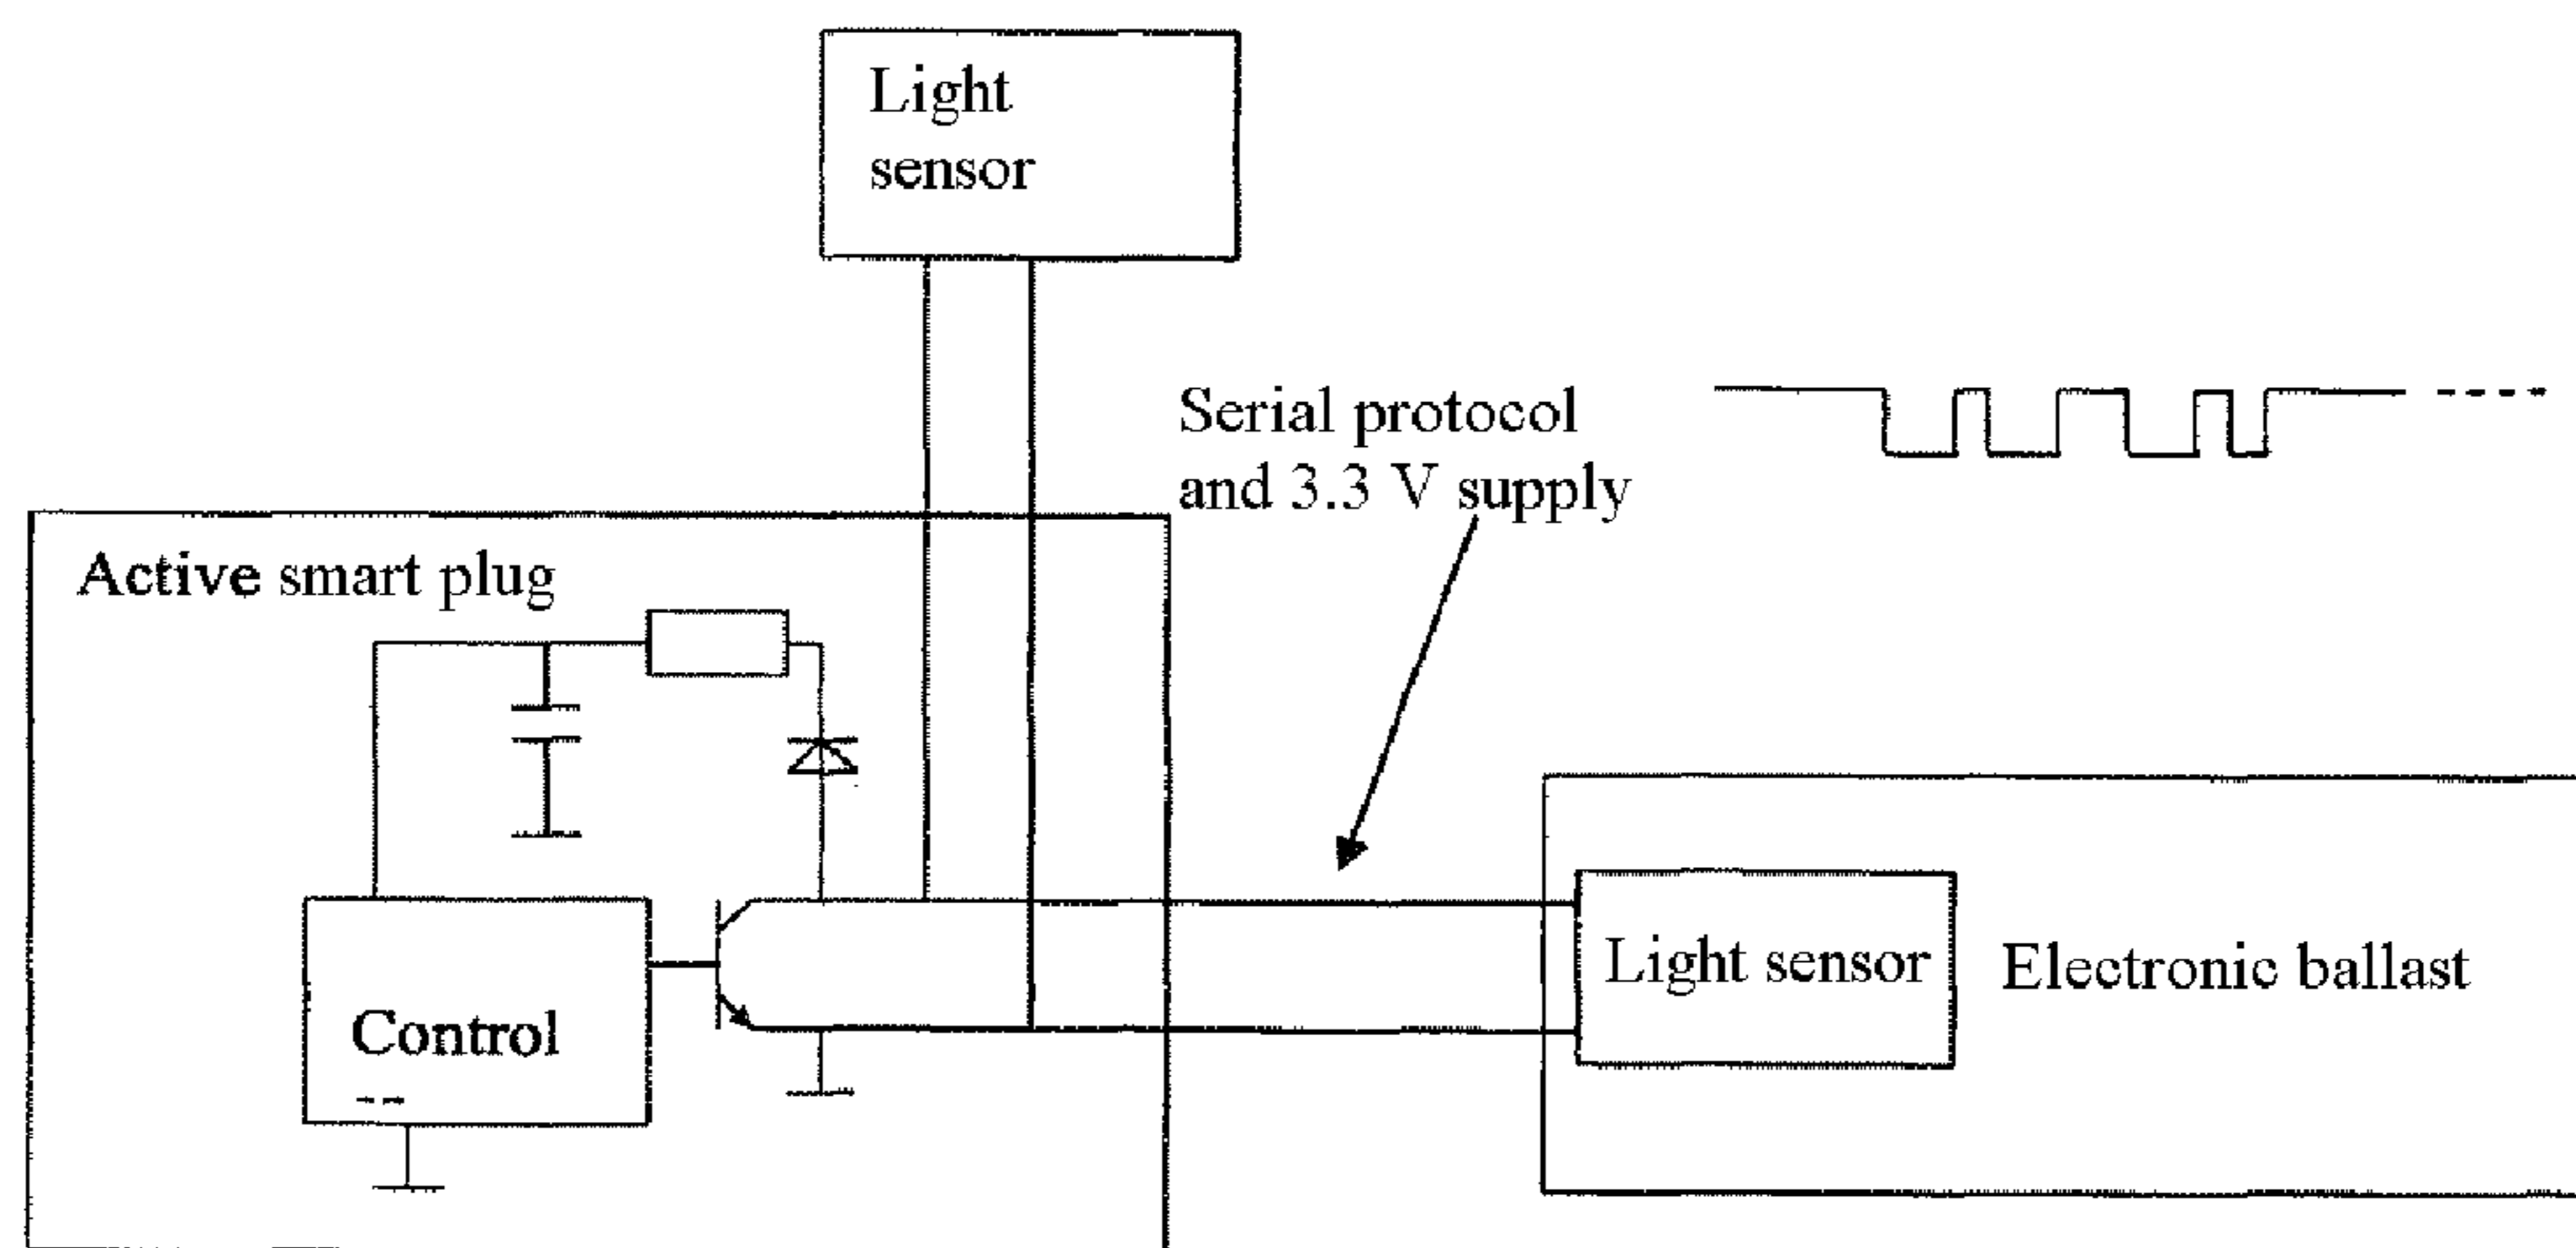 Light
sensor
Serial protocol
and 3.3 V supply
Active smart plug
Control
Light sensor
Electronic ballast